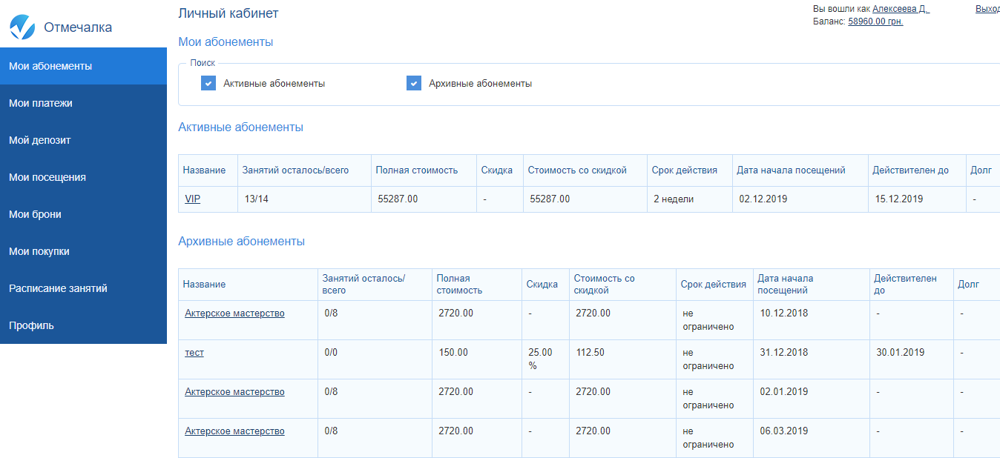 Личный кабинет
Вы вошли как Алексеева Д.
Выход
Баланс: 58960.00 грн.
Отмечалка
Мои абонементы
Мои платежи
Мой депозит
Мои посещения
Мои брони
Мои покупки
Расписание занятий
Профиль
Мои абонементы
Поиск
Активные абонементы
Архивные абонементы
Активные абонементы
Название Занятий осталось/всего Полная стоимость Скидка Стоимость со скидкой Срок действия Дата начала посещений Действителен до Долг
VIP 13/14 55287.00 - 55287.00 2 недели 02.12.2019 15.12.2019 -
Архивные абонементы
Название Занятий осталось/ всего Полная стоимость Скидка Стоимость со скидкой Срок действия Дата начала посещений Действителен до Долг
Актерское мастерство 0/8 2720.00 - 2720.00 не ограничено 10.12.2018 - -
тест 0/0 150.00 25.00 % 112.50 не ограничено 31.12.2018 30.01.2019 -
Актерское мастерство 0/8 2720.00 - 2720.00 не ограничено 02.01.2019 - -
Актерское мастерство 0/8 2720.00 - 2720.00 не ограничено 06.03.2019 - -